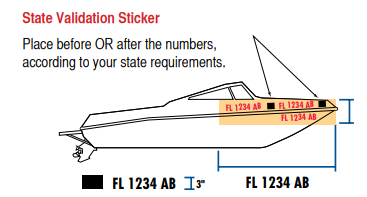 State Validation Sticker
Place before OR after the numbers,
according to your state requirements.
FL 1234 AB FL 1234 AB
FL 1234 AB
FL 1234 AB 3"
FL 1234 AB